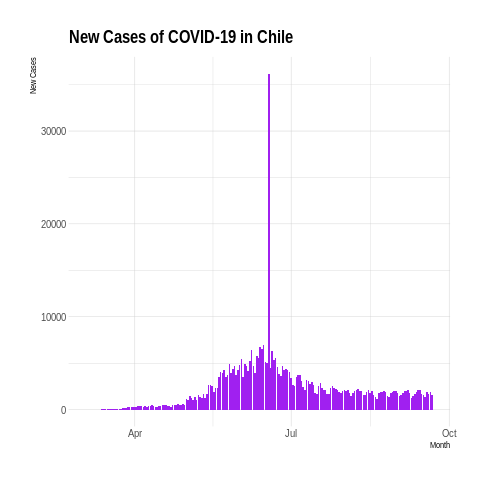 New Cases of COVID-19 in Chile
New Cases
30000
20000
10000
0
Apr
Jul
Oct
Month